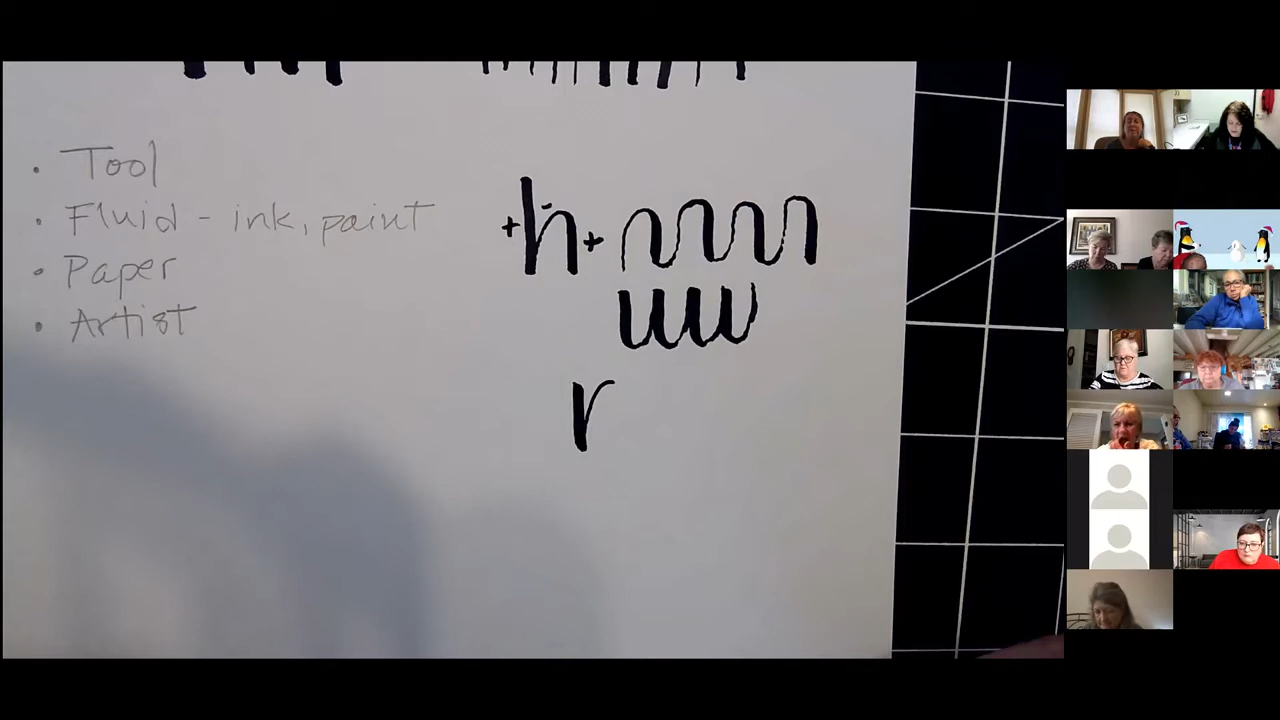 • Tool
• Fluid - ink, paint
• Paper
• Artist
+h+
r